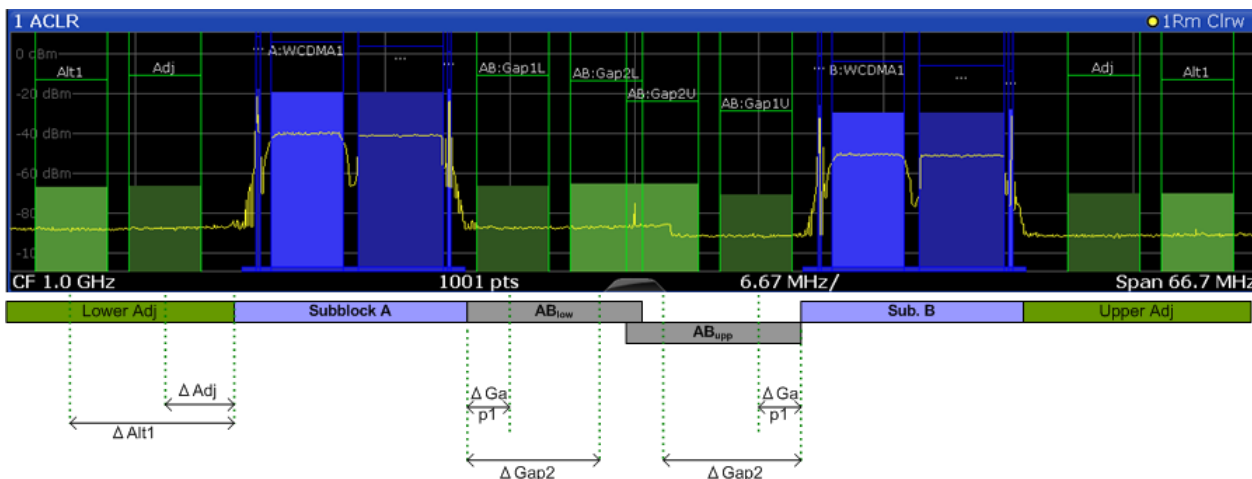 1 ACLR
1Rm Clrw
0 dBm
... A:WCDMA1
...
...
... B:WCDMA1
...
...
Alt1
Adj
AB:Gap1L
AB:Gap2L
Adj
Alt1
-20 dBm
AB:Gap2U
AB:Gap1U
-40 dBm
-60 dBm
-80 dBm
CF 1.0 GHz
1001 pts
6.67 MHz/
Span 66.7 MHz
Lower Adj
Subblock A
ABlow
Sub. B
Upper Adj
ABupp
Δ Adj
Δ Ga
p1
Δ Ga
p1
Δ Alt1
Δ Gap2
Δ Gap2